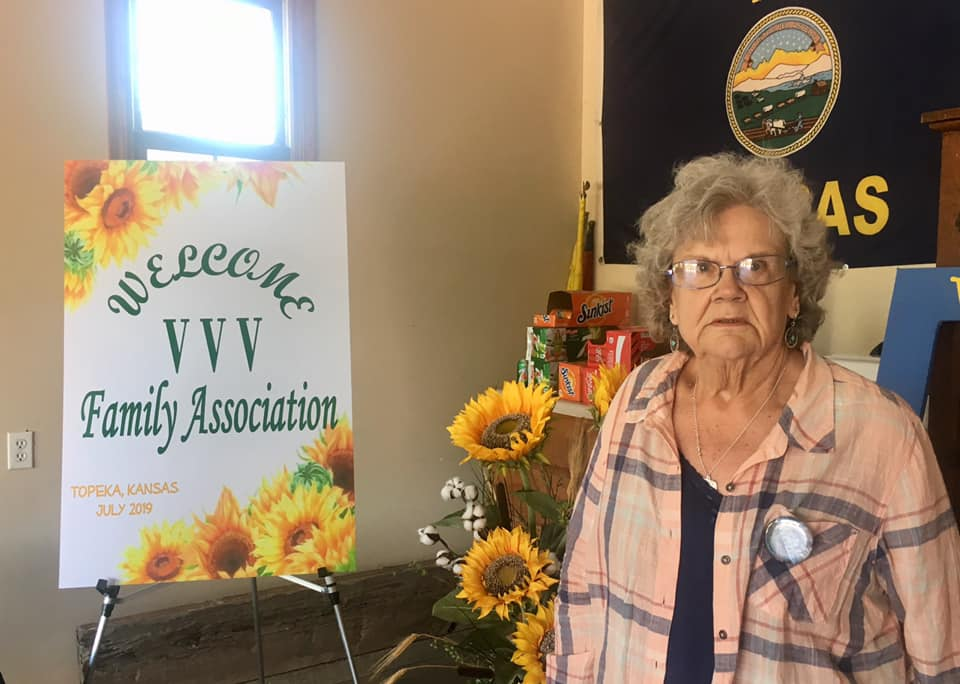 WELCOME
VVV
Family Association
TOPEKA, KANSAS
JULY 2019
AS
Sunkist
Sunkist